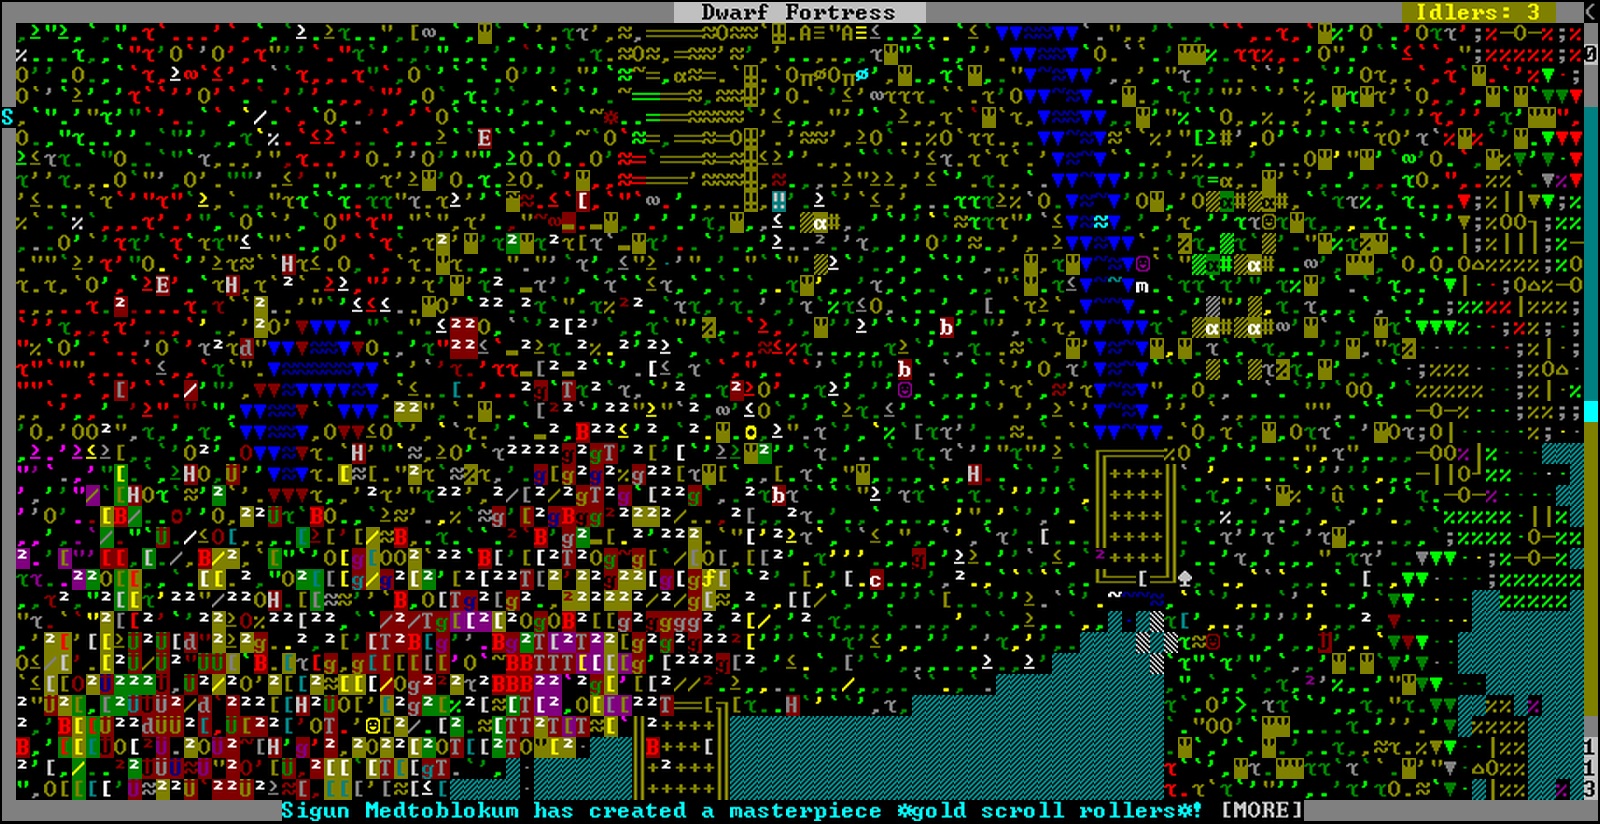 Dwarf Fortress
Idlers: 3
Sigun Medtoblokum has created a masterpiece ☼gold scroll rollers☼! [MORE]